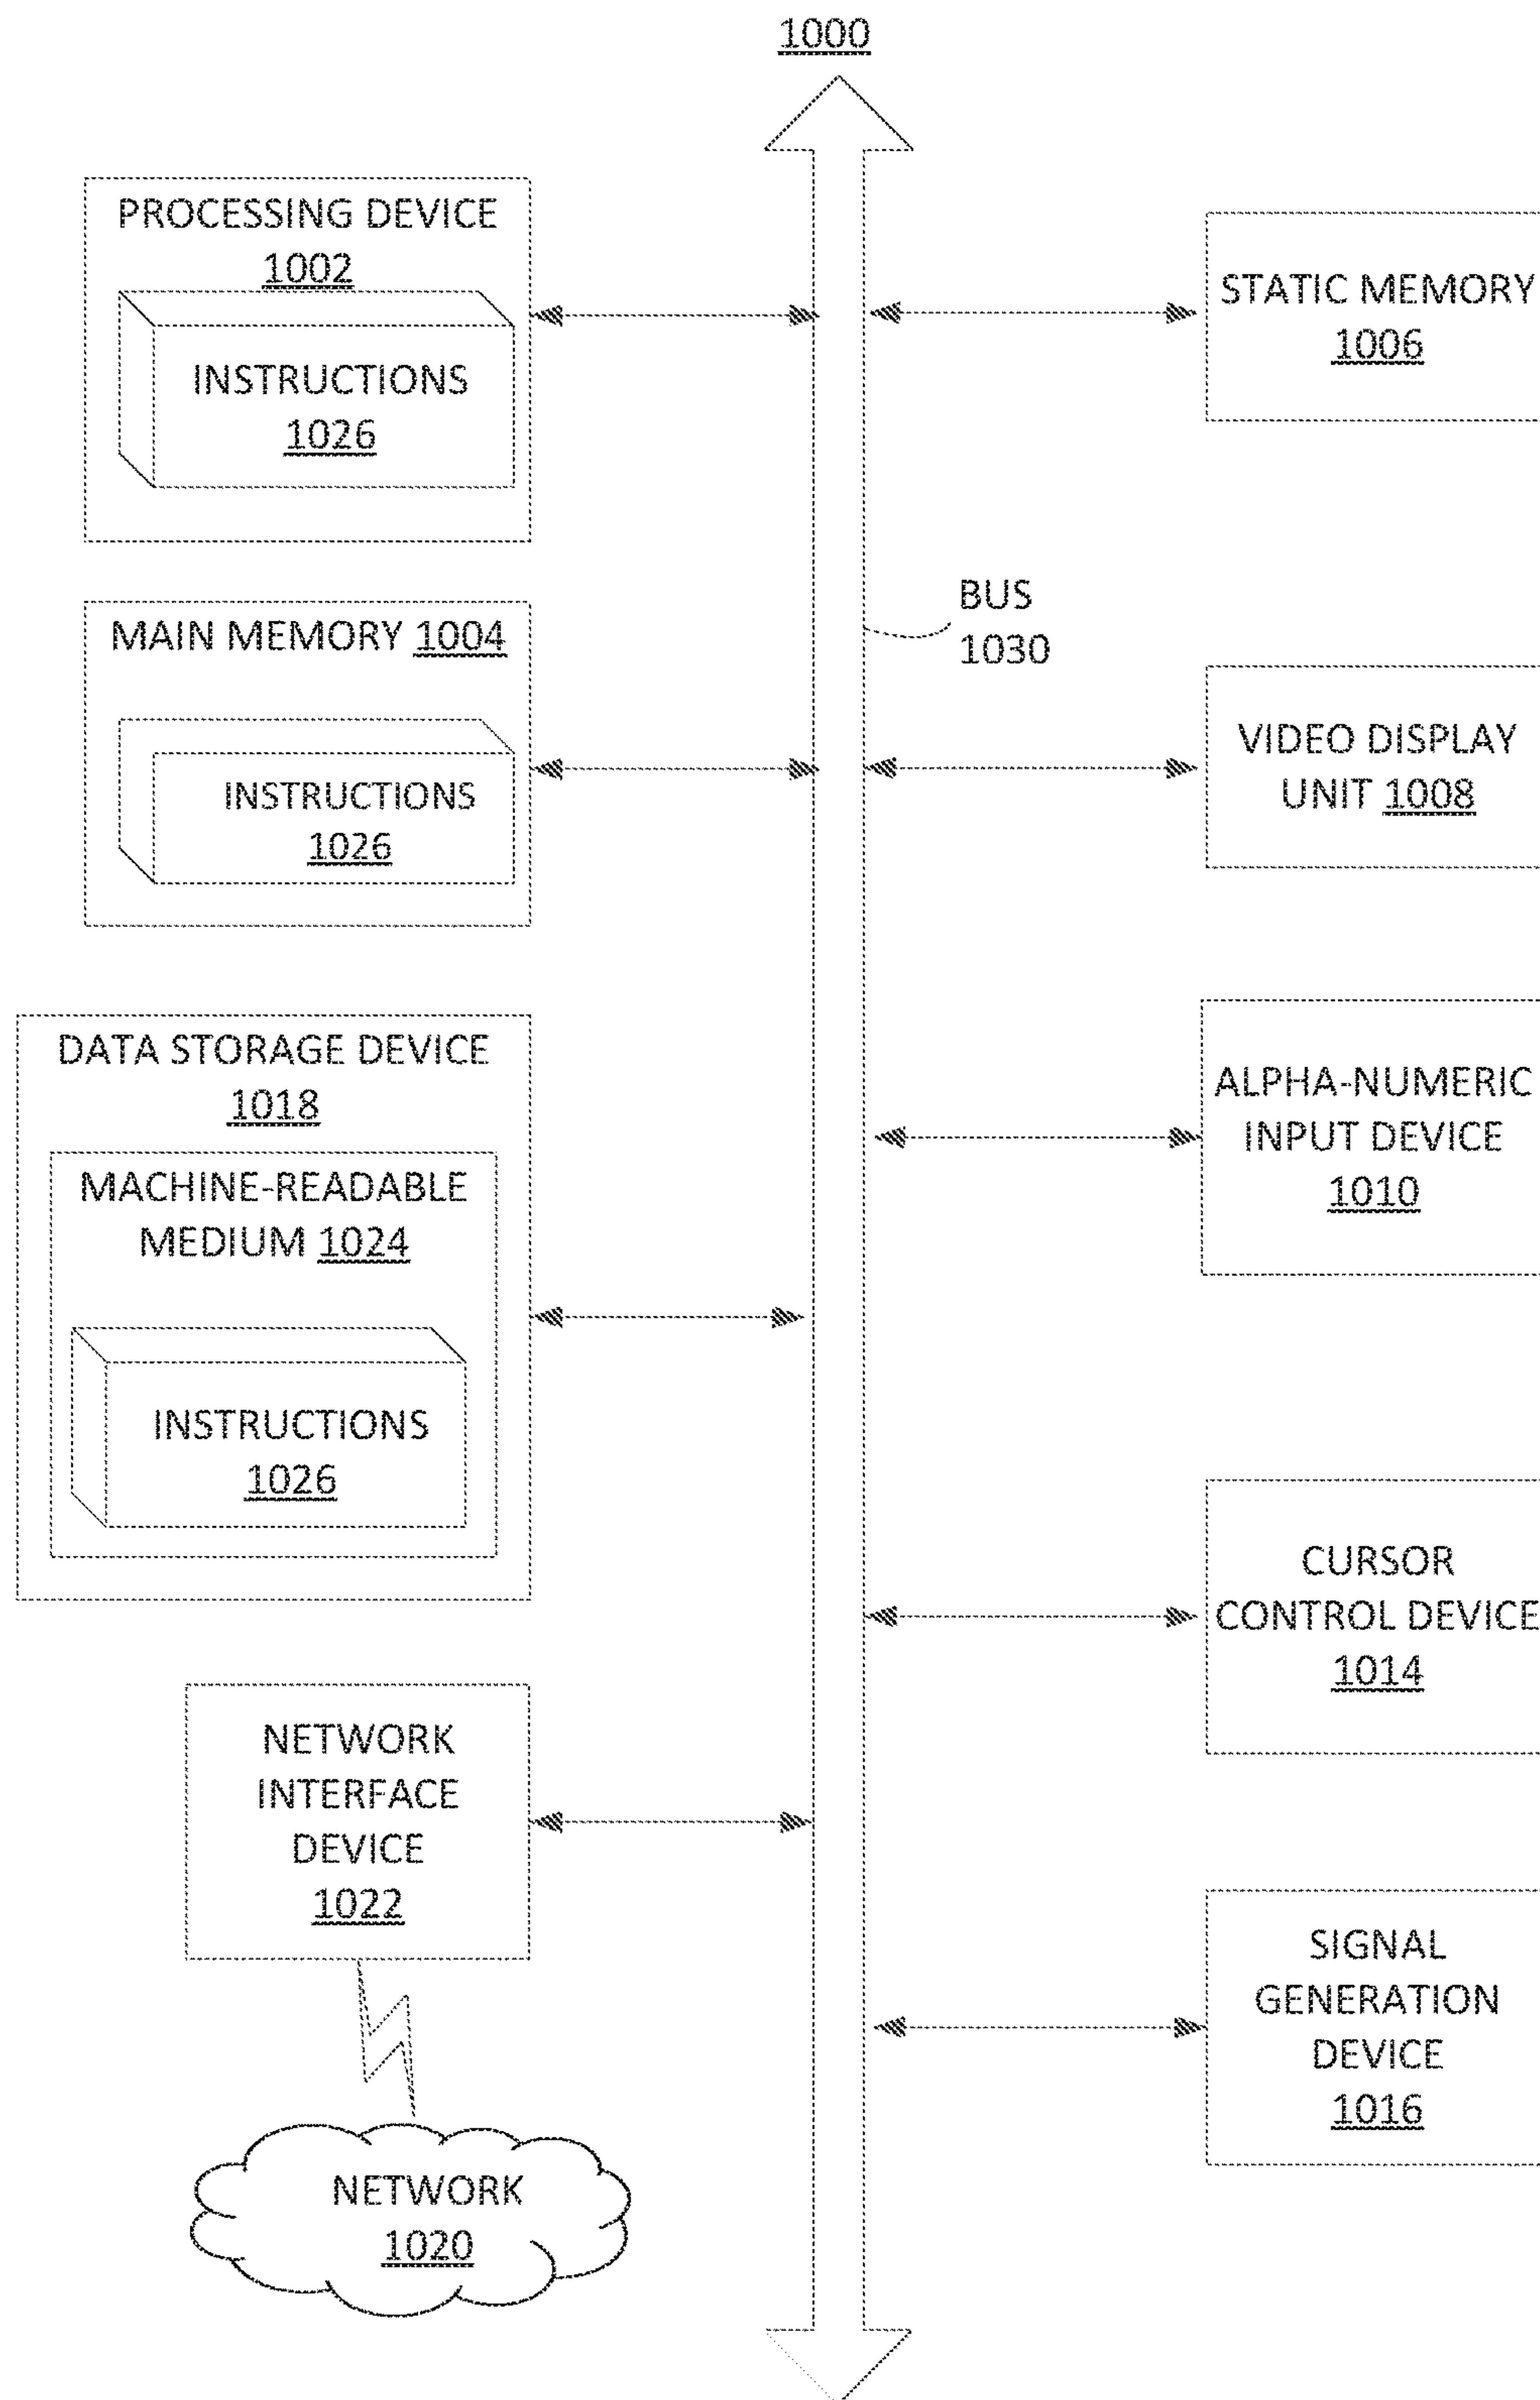 1000
PROCESSING DEVICE
1002
INSTRUCTIONS
1026
MAIN MEMORY 1004
INSTRUCTIONS
1026
DATA STORAGE DEVICE
1018
MACHINE-READABLE
MEDIUM 1024
INSTRUCTIONS
1026
NETWORK
INTERFACE
DEVICE
1022
NETWORK
1020
BUS
1030
STATIC MEMORY
1006
VIDEO DISPLAY
UNIT 1008
ALPHA-NUMERIC
INPUT DEVICE
1010
CURSOR
CONTROL DEVICE
1014
SIGNAL
GENERATION
DEVICE
1016